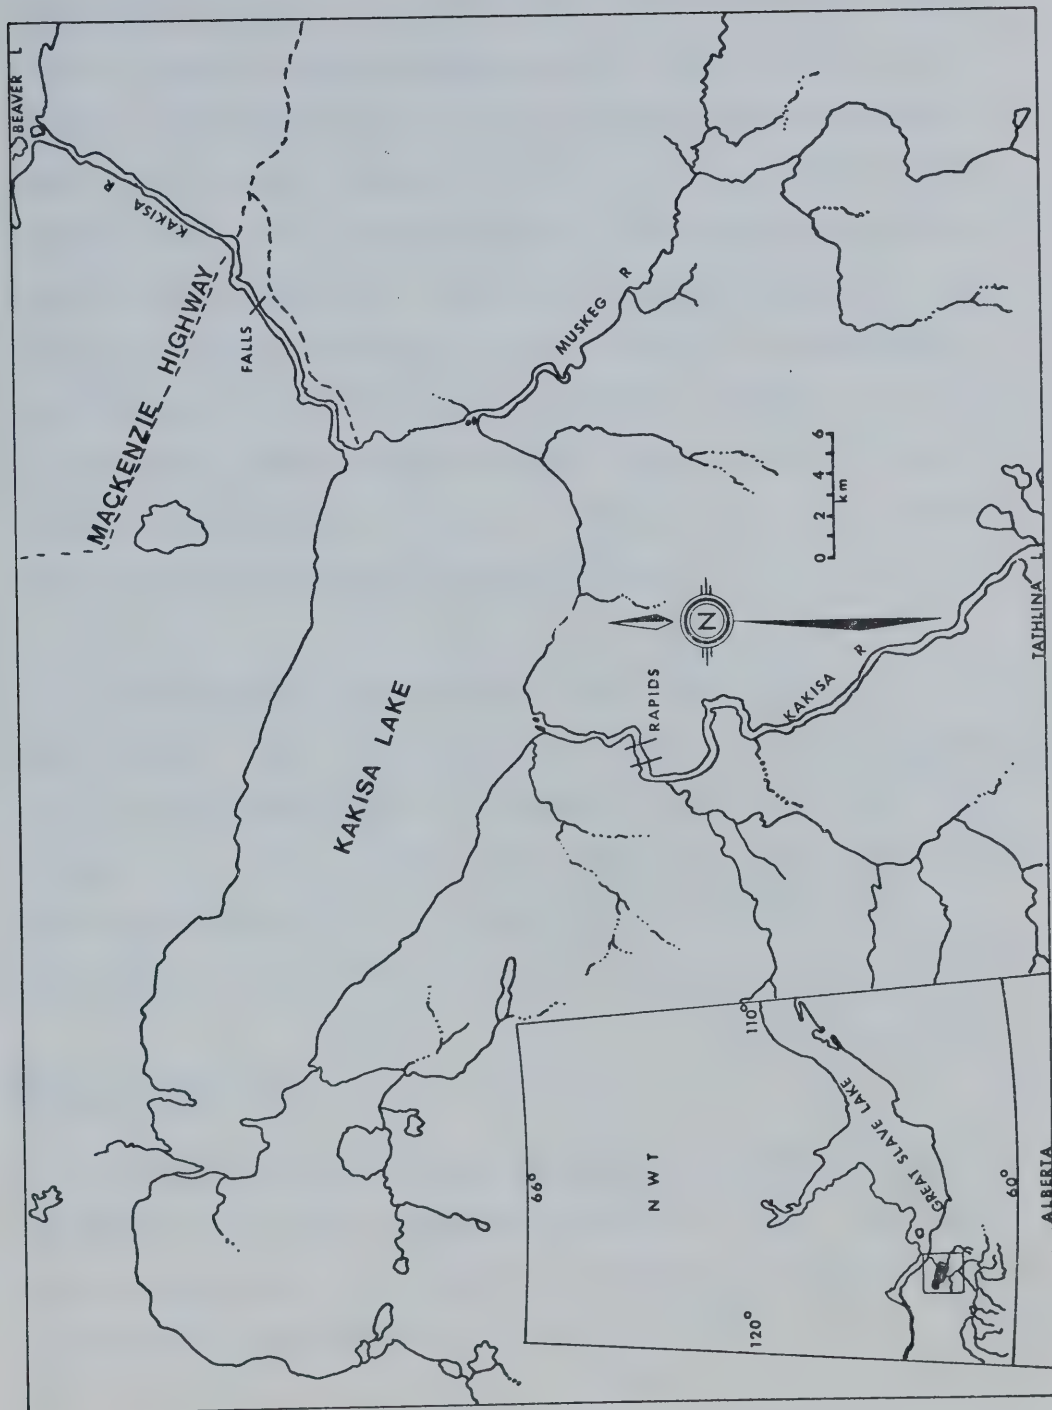 BEAVER L
KAKISA R
MACKENZIE HIGHWAY
FALLS
MUSKEG R
KAKISA LAKE
0 2 4 6
km
N
RAPIDS
KAKISA R
TATHLINA L
66°
N W T
110°
120°
GREAT SLAVE LAKE
60°
ALBERTA